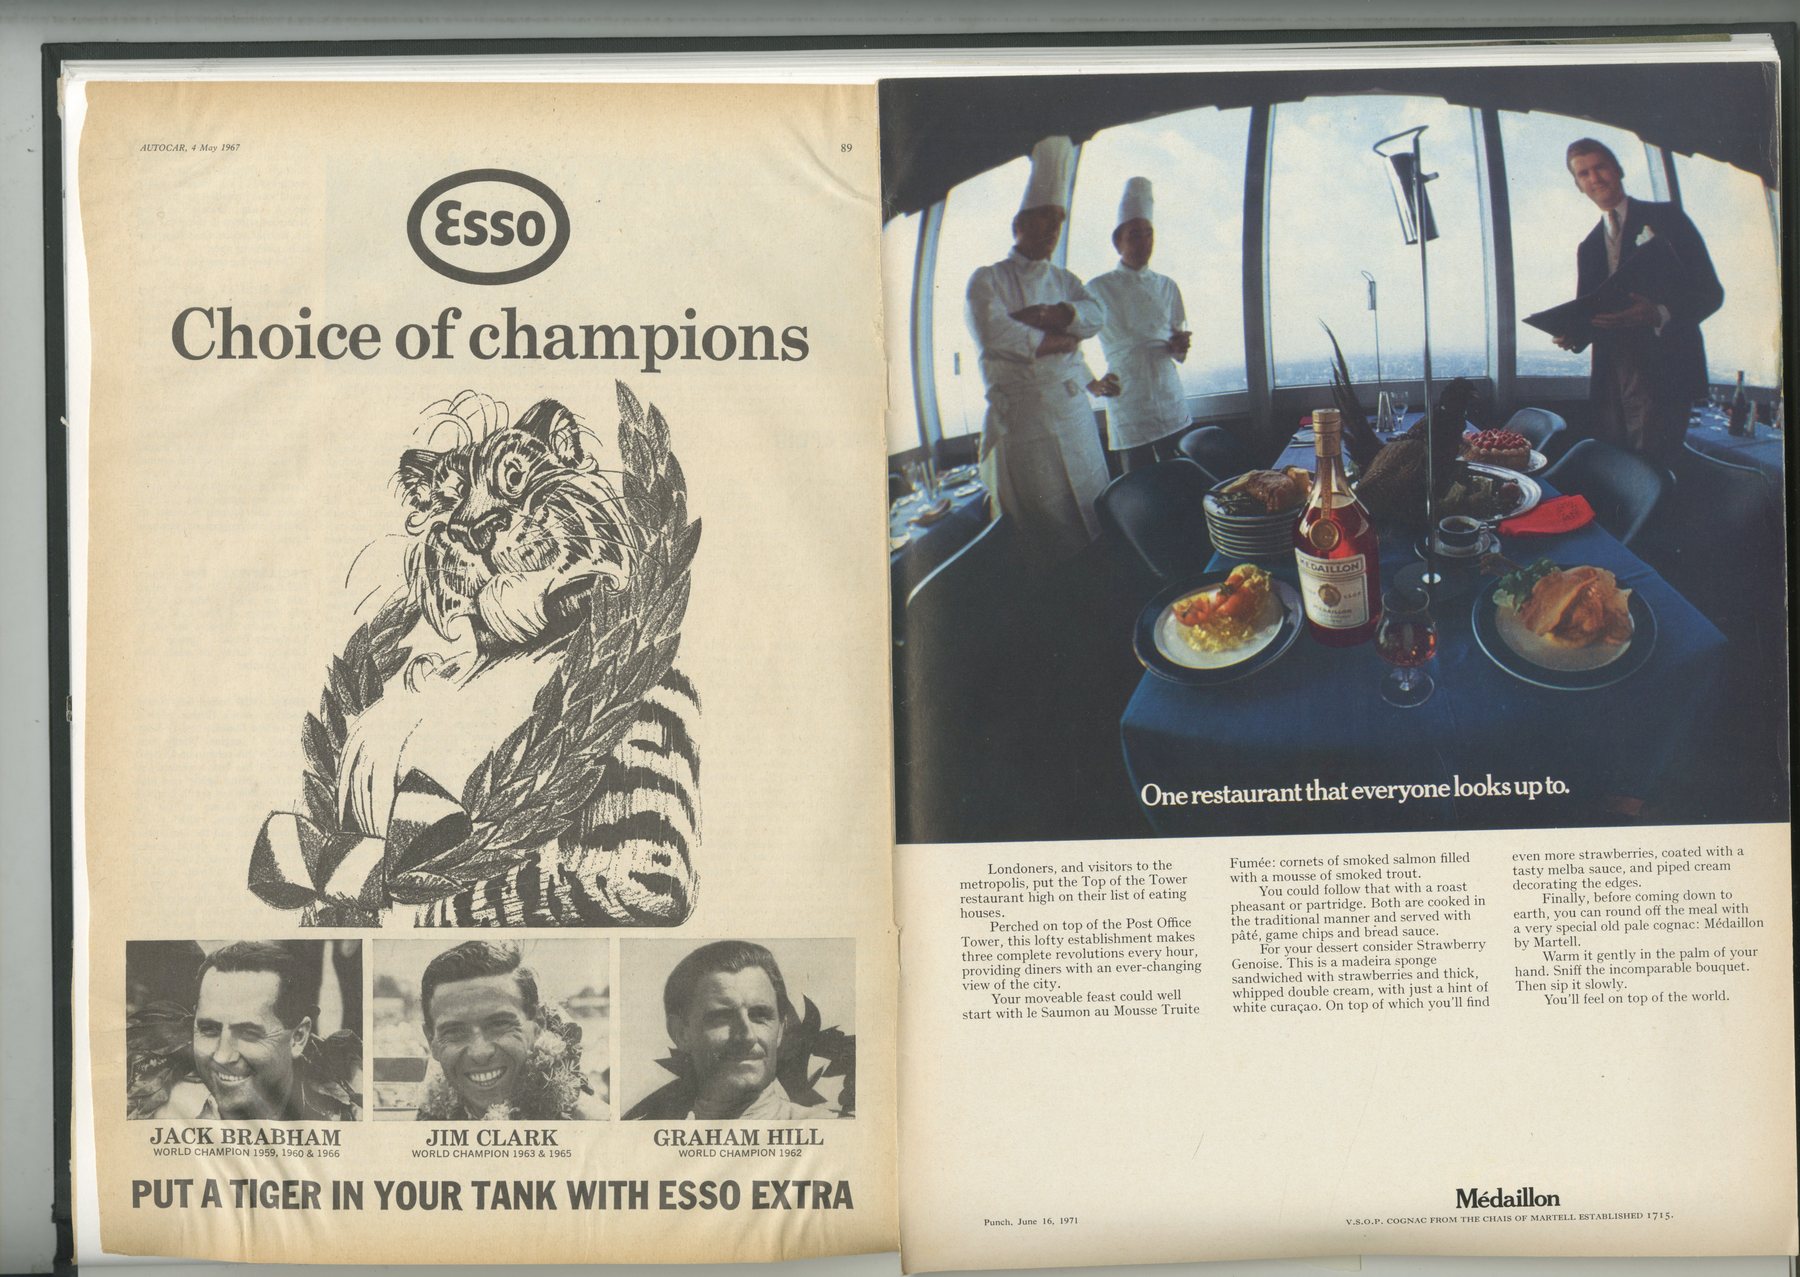 AUTOCAR, 4 May 1967
89
Esso
Choice of champions
JACK BRABHAM
WORLD CHAMPION 1959, 1960 & 1966
JIM CLARK
WORLD CHAMPION 1963 & 1965
GRAHAM HILL
WORLD CHAMPION 1962
PUT A TIGER IN YOUR TANK WITH ESSO EXTRA
MÉDAILLON
One restaurant that everyone looks up to.
Londoners, and visitors to the
metropolis, put the Top of the Tower
restaurant high on their list of eating
houses.
Perched on top of the Post Office
Tower, this lofty establishment makes
three complete revolutions every hour,
providing diners with an ever-changing
view of the city.
Your moveable feast could well
start with le Saumon au Mousse Truite
Fumée: cornets of smoked salmon filled
with a mousse of smoked trout.
You could follow that with a roast
pheasant or partridge. Both are cooked in
the traditional manner and served with
pâté, game chips and bread sauce.
For your dessert consider Strawberry
Genoise. This is a madeira sponge
sandwiched with strawberries and thick,
whipped double cream, with just a hint of
white curaçao. On top of which you'll find
even more strawberries, coated with a
tasty melba sauce, and piped cream
decorating the edges.
Finally, before coming down to
earth, you can round off the meal with
a very special old pale cognac: Médaillon
by Martell.
Warm it gently in the palm of your
hand. Sniff the incomparable bouquet.
Then sip it slowly.
You'll feel on top of the world.
Médaillon
V.S.O.P. COGNAC FROM THE CHAIS OF MARTELL ESTABLISHED 1715.
Punch, June 16, 1971